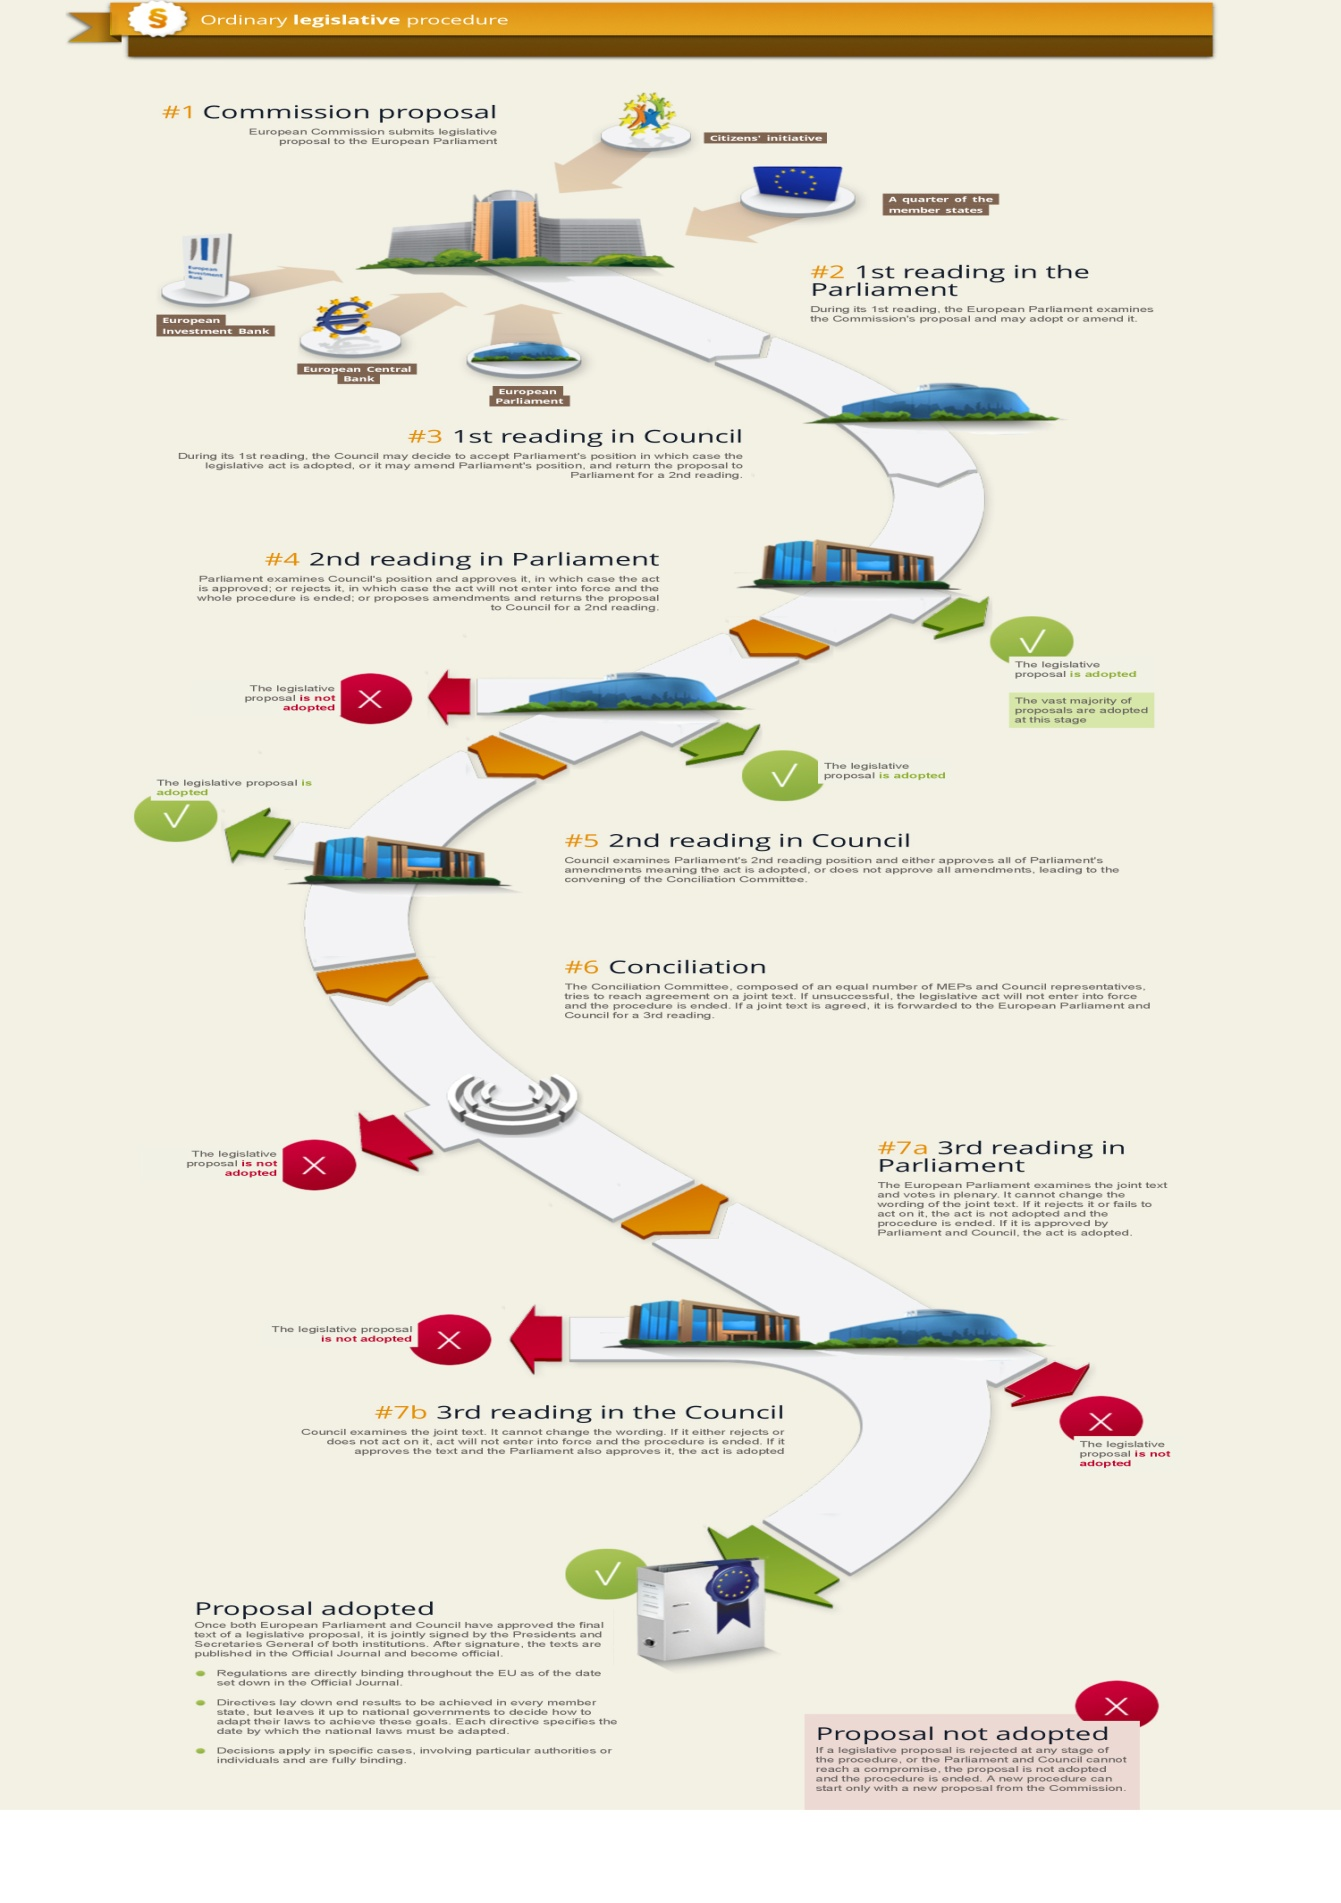 §
Ordinary legislative procedure
#1 Commission proposal
European Commission submits legislative
proposal to the European Parliament
Citizens' initiative
A quarter of the
member states
European
Investment
Bank
European
Investment Bank
European Central
Bank
European
Parliament
#2 1st reading in the
Parliament
During its 1st reading, the European Parliament examines
the Commission's proposal and may adopt or amend it.
#3 1st reading in Council
During its 1st reading, the Council may decide to accept Parliament's position in which case the
legislative act is adopted, or it may amend Parliament's position, and return the proposal to
Parliament for a 2nd reading.
#4 2nd reading in Parliament
Parliament examines Council's position and approves it, in which case the act
is approved; or rejects it, in which case the act will not enter into force and the
whole procedure is ended; or proposes amendments and returns the proposal
to Council for a 2nd reading.
The legislative
proposal is adopted
The vast majority of
proposals are adopted
at this stage
The legislative
proposal is not
adopted
The legislative
proposal is adopted
The legislative proposal is
adopted
#5 2nd reading in Council
Council examines Parliament's 2nd reading position and either approves all of Parliament's
amendments meaning the act is adopted, or does not approve all amendments, leading to the
convening of the Conciliation Committee.
#6 Conciliation
The Conciliation Committee, composed of an equal number of MEPs and Council representatives,
tries to reach agreement on a joint text. If unsuccessful, the legislative act will not enter into force
and the procedure is ended. If a joint text is agreed, it is forwarded to the European Parliament and
Council for a 3rd reading.
The legislative
proposal is not
adopted
#7a 3rd reading in
Parliament
The European Parliament examines the joint text
and votes in plenary. It cannot change the
wording of the joint text. If it rejects it or fails to
act on it, the act is not adopted and the
procedure is ended. If it is approved by
Parliament and Council, the act is adopted.
The legislative proposal
is not adopted
#7b 3rd reading in the Council
Council examines the joint text. It cannot change the wording. If it either rejects or
does not act on it, act will not enter into force and the procedure is ended. If it
approves the text and the Parliament also approves it, the act is adopted
The legislative
proposal is not
adopted
Proposal adopted
Once both European Parliament and Council have approved the final
text of a legislative proposal, it is jointly signed by the Presidents and
Secretaries General of both institutions. After signature, the texts are
published in the Official Journal and become official.
Regulations are directly binding throughout the EU as of the date
set down in the Official Journal.
Directives lay down end results to be achieved in every member
state, but leaves it up to national governments to decide how to
adapt their laws to achieve these goals. Each directive specifies the
date by which the national laws must be adapted.
Decisions apply in specific cases, involving particular authorities or
individuals and are fully binding.
Proposal not adopted
If a legislative proposal is rejected at any stage of
the procedure, or the Parliament and Council cannot
reach a compromise, the proposal is not adopted
and the procedure is ended. A new procedure can
start only with a new proposal from the Commission.